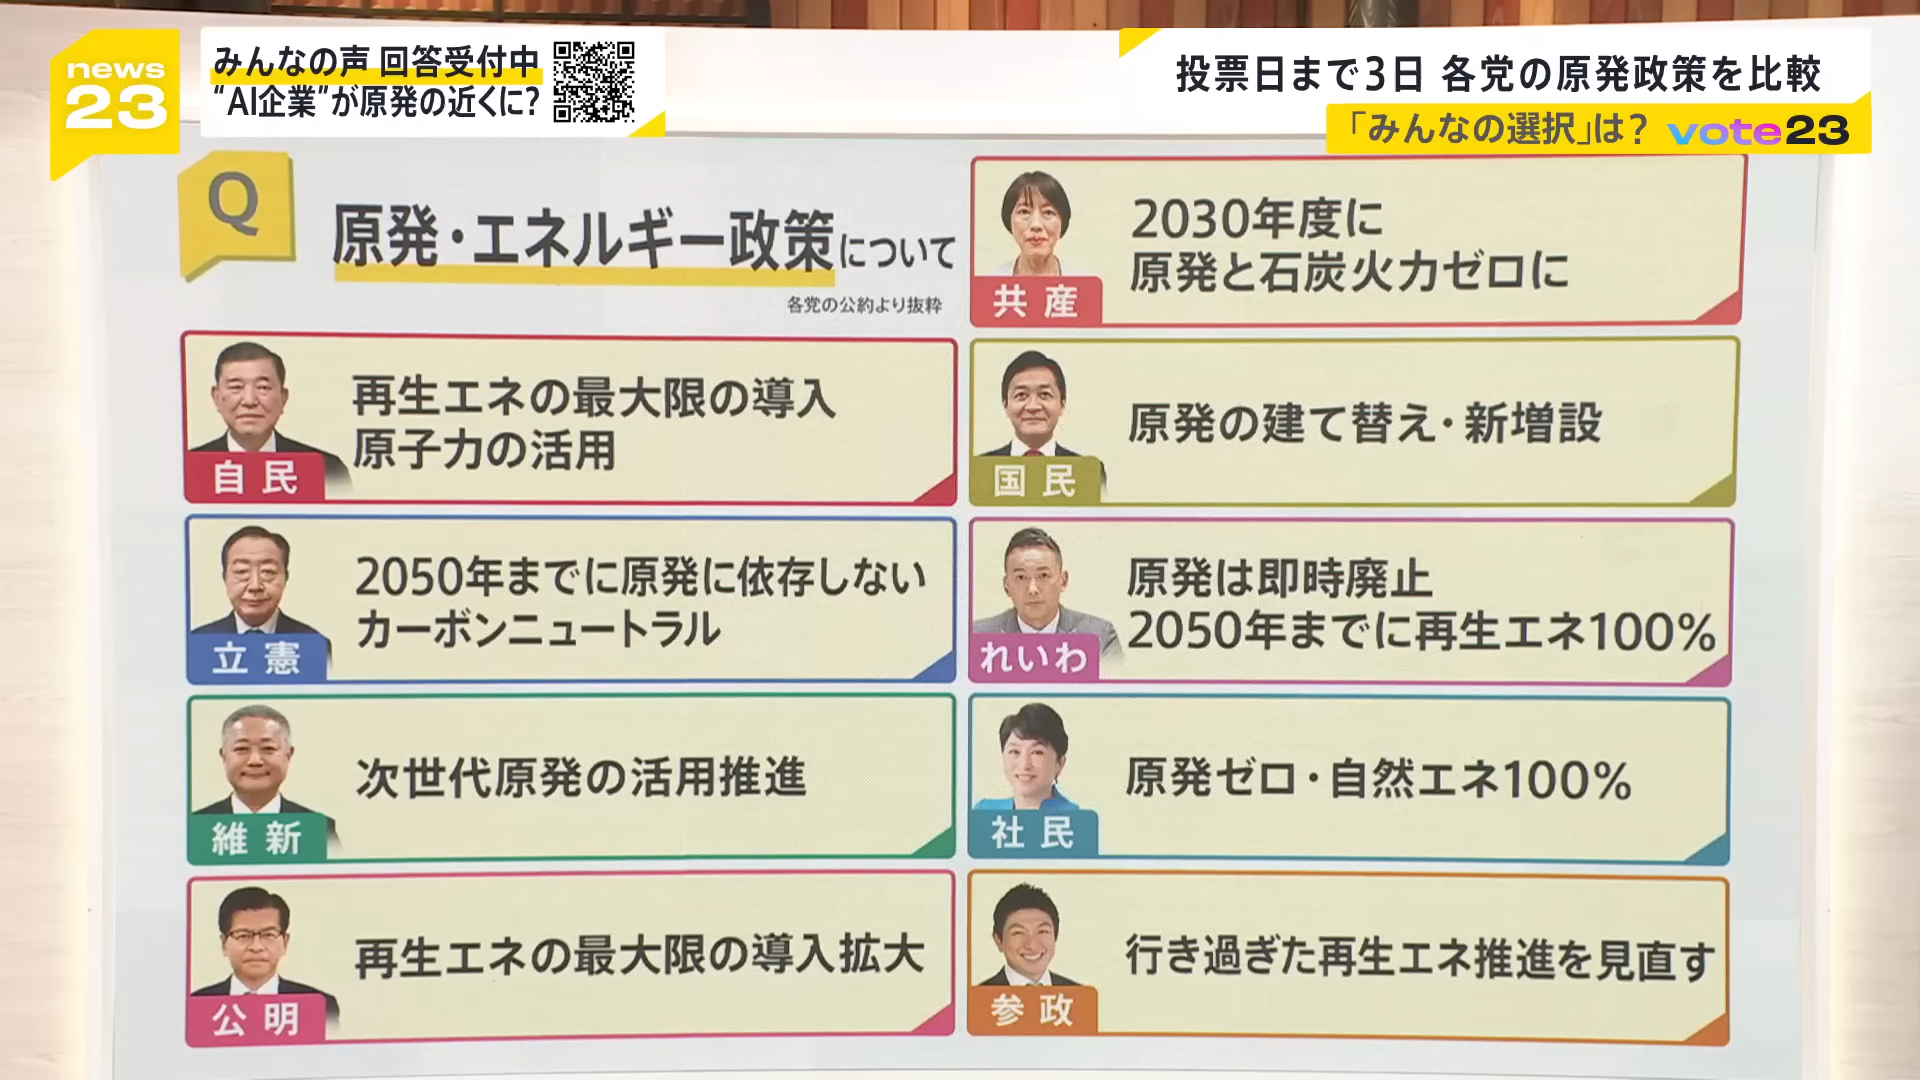 news
23
みんなの声 回答受付中
“AI企業”が原発の近くに?
投票日まで3日 各党の原発政策を比較
「みんなの選択」は? vote23
Q
原発・エネルギー政策について
各党の公約より抜粋
自民
再生エネの最大限の導入
原子力の活用
立憲
2050年までに原発に依存しない
カーボンニュートラル
維新
次世代原発の活用推進
公明
再生エネの最大限の導入拡大
共産
2030年度に
原発と石炭火力ゼロに
国民
原発の建て替え・新増設
れいわ
原発は即時廃止
2050年までに再生エネ100%
社民
原発ゼロ・自然エネ100%
参政
行き過ぎた再生エネ推進を見直す